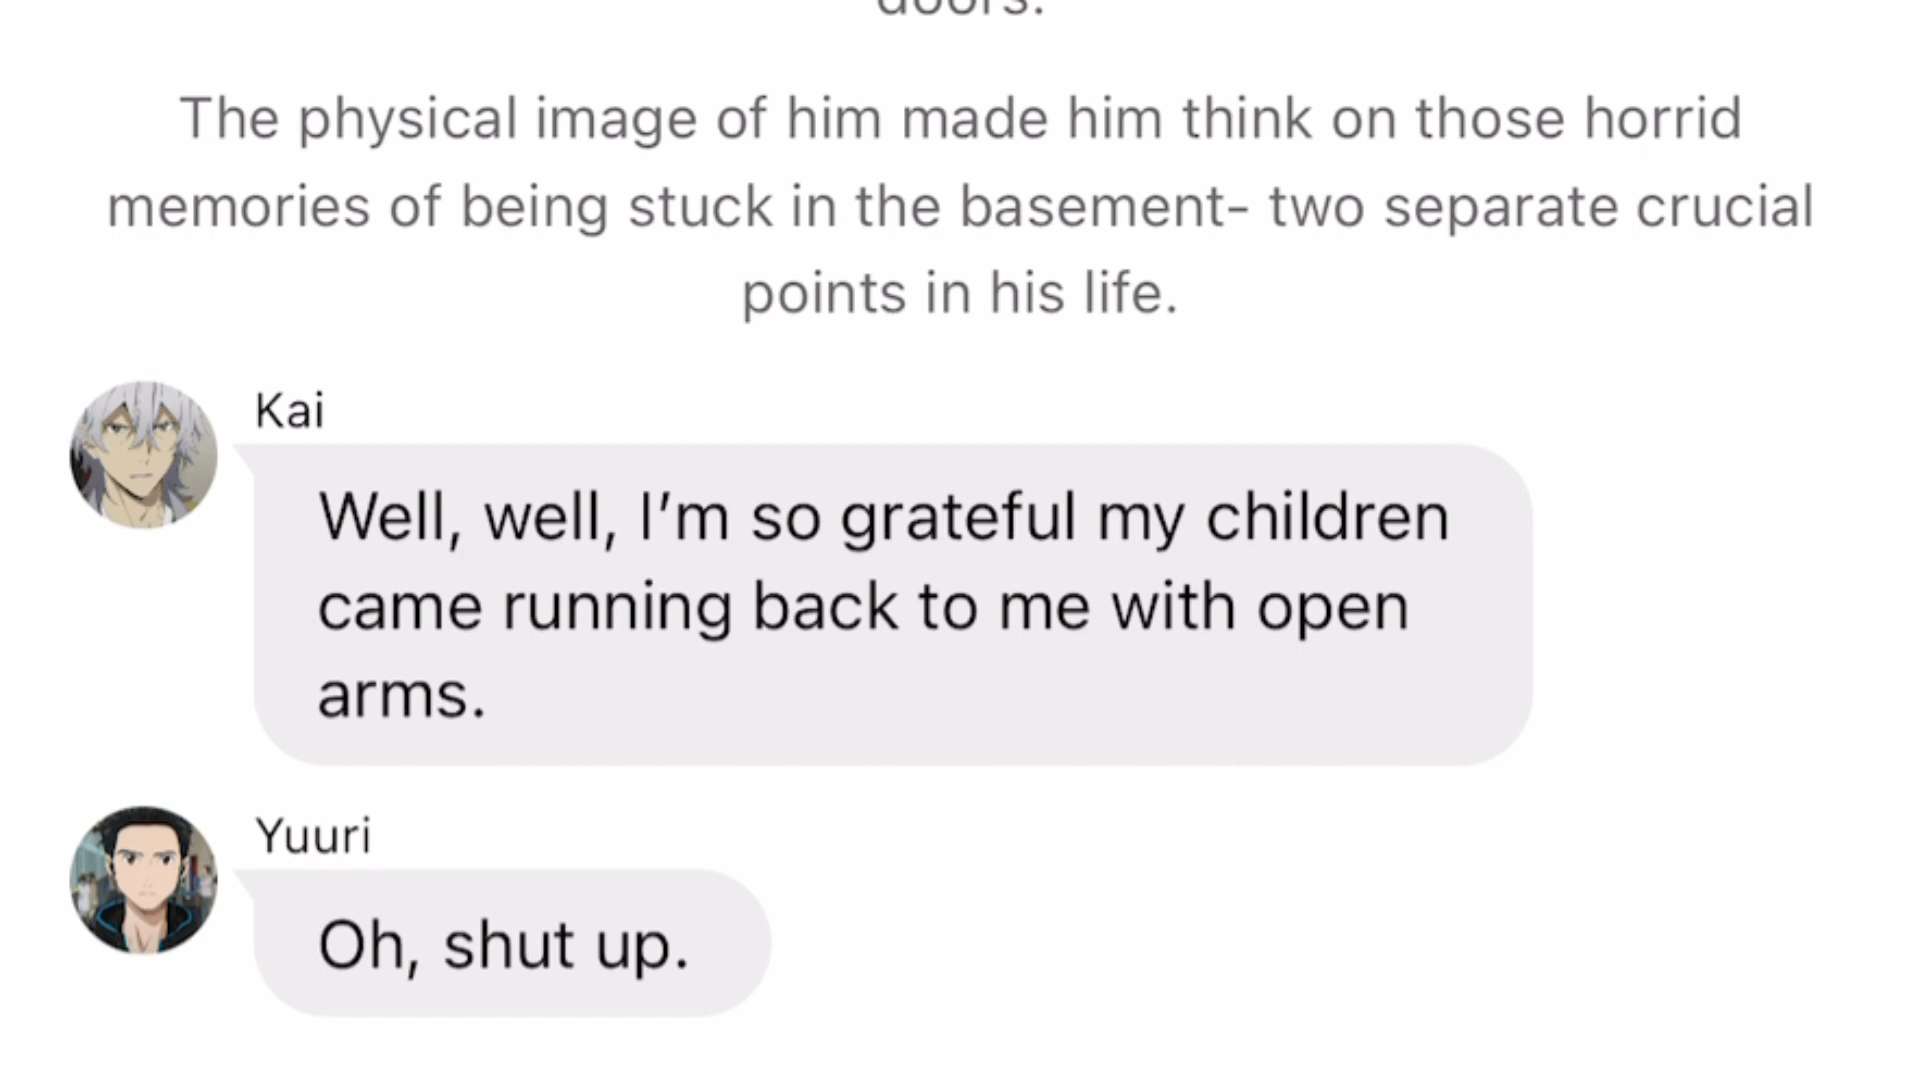 doors.
The physical image of him made him think on those horrid
memories of being stuck in the basement- two separate crucial
points in his life.
Kai
Well, well, I’m so grateful my children
came running back to me with open
arms.
Yuuri
Oh, shut up.